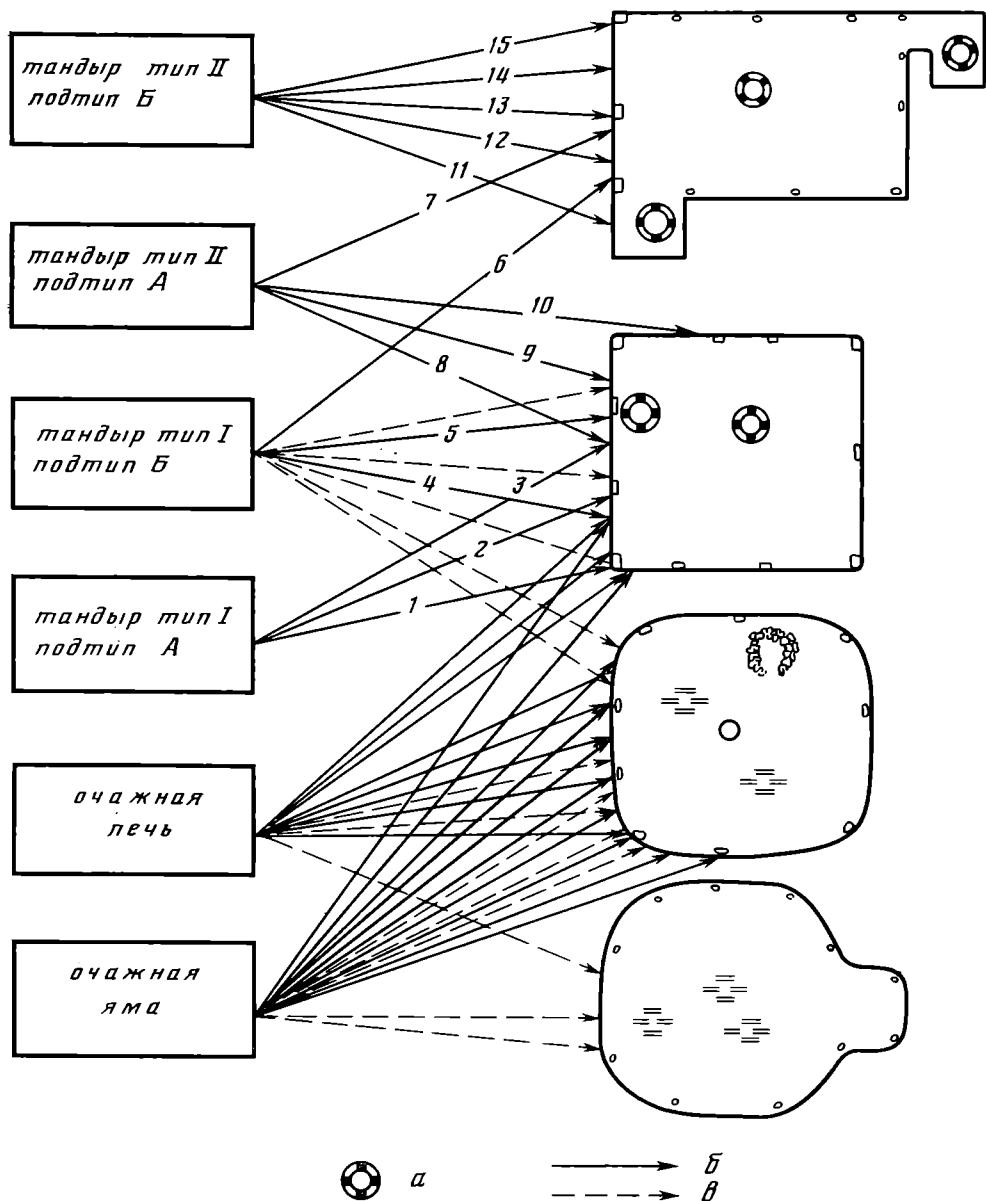 тандыр тип II
подтип Б
тандыр тип II
подтип А
тандыр тип I
подтип Б
тандыр тип I
подтип А
очажная
печь
очажная
яма
15
14
13
12
11
7
6
10
9
8
5
4
3
2
1
а
б
в